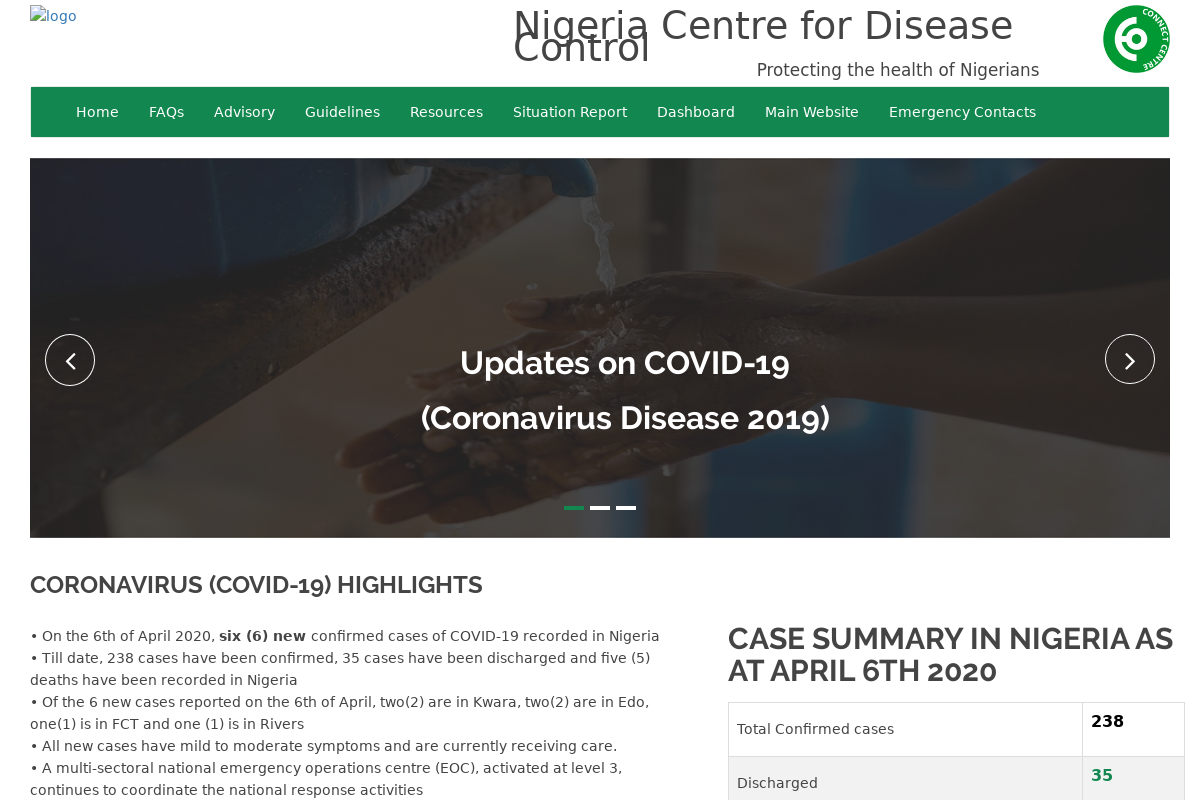 logo
Nigeria Centre for Disease
Control
Protecting the health of Nigerians
CONNECT CENTRE
Home FAQs Advisory Guidelines Resources Situation Report Dashboard Main Website Emergency Contacts
Updates on COVID-19
(Coronavirus Disease 2019)
CORONAVIRUS (COVID-19) HIGHLIGHTS
• On the 6th of April 2020, six (6) new confirmed cases of COVID-19 recorded in Nigeria
• Till date, 238 cases have been confirmed, 35 cases have been discharged and five (5)
deaths have been recorded in Nigeria
• Of the 6 new cases reported on the 6th of April, two(2) are in Kwara, two(2) are in Edo,
one(1) is in FCT and one (1) is in Rivers
• All new cases have mild to moderate symptoms and are currently receiving care.
• A multi-sectoral national emergency operations centre (EOC), activated at level 3,
continues to coordinate the national response activities
CASE SUMMARY IN NIGERIA AS
AT APRIL 6TH 2020
Total Confirmed cases 238
Discharged 35